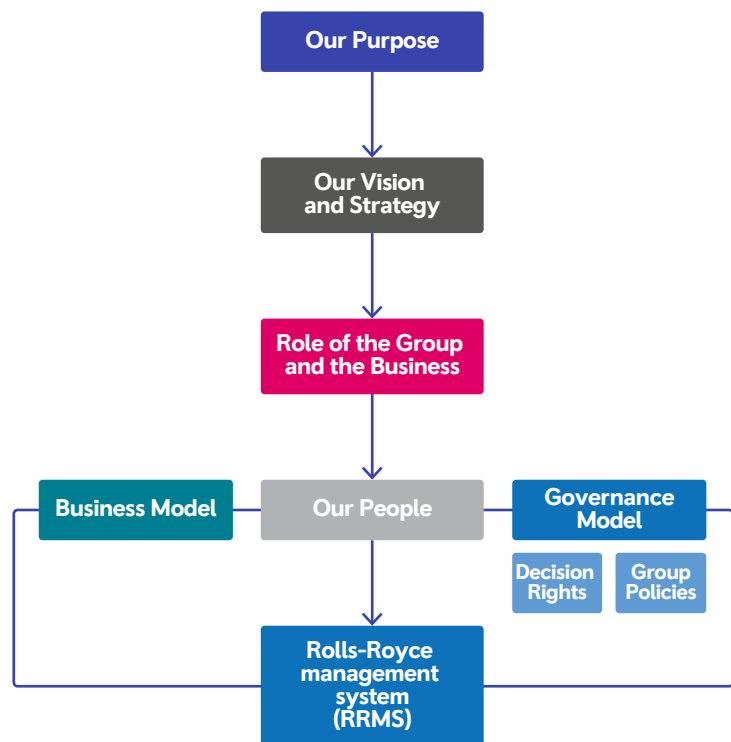 Our Purpose
Our Vision
and Strategy
Role of the Group
and the Business
Business Model
Our People
Governance
Model
Decision
Rights
Group
Policies
Rolls-Royce
management
system
(RRMS)